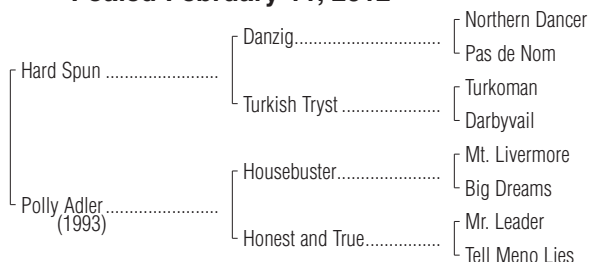 Foaled February 2012
Northern Dancer
Danzig..............................
Pas de Nom
Hard Spun .......................
Turkoman
Turkish Tryst ....................
Darbyvail
Mt. Livermore
Housebuster.....................
Big Dreams
Polly Adler.......................
(1993)
Mr. Leader
Honest and True...............
Tell Meno Lies